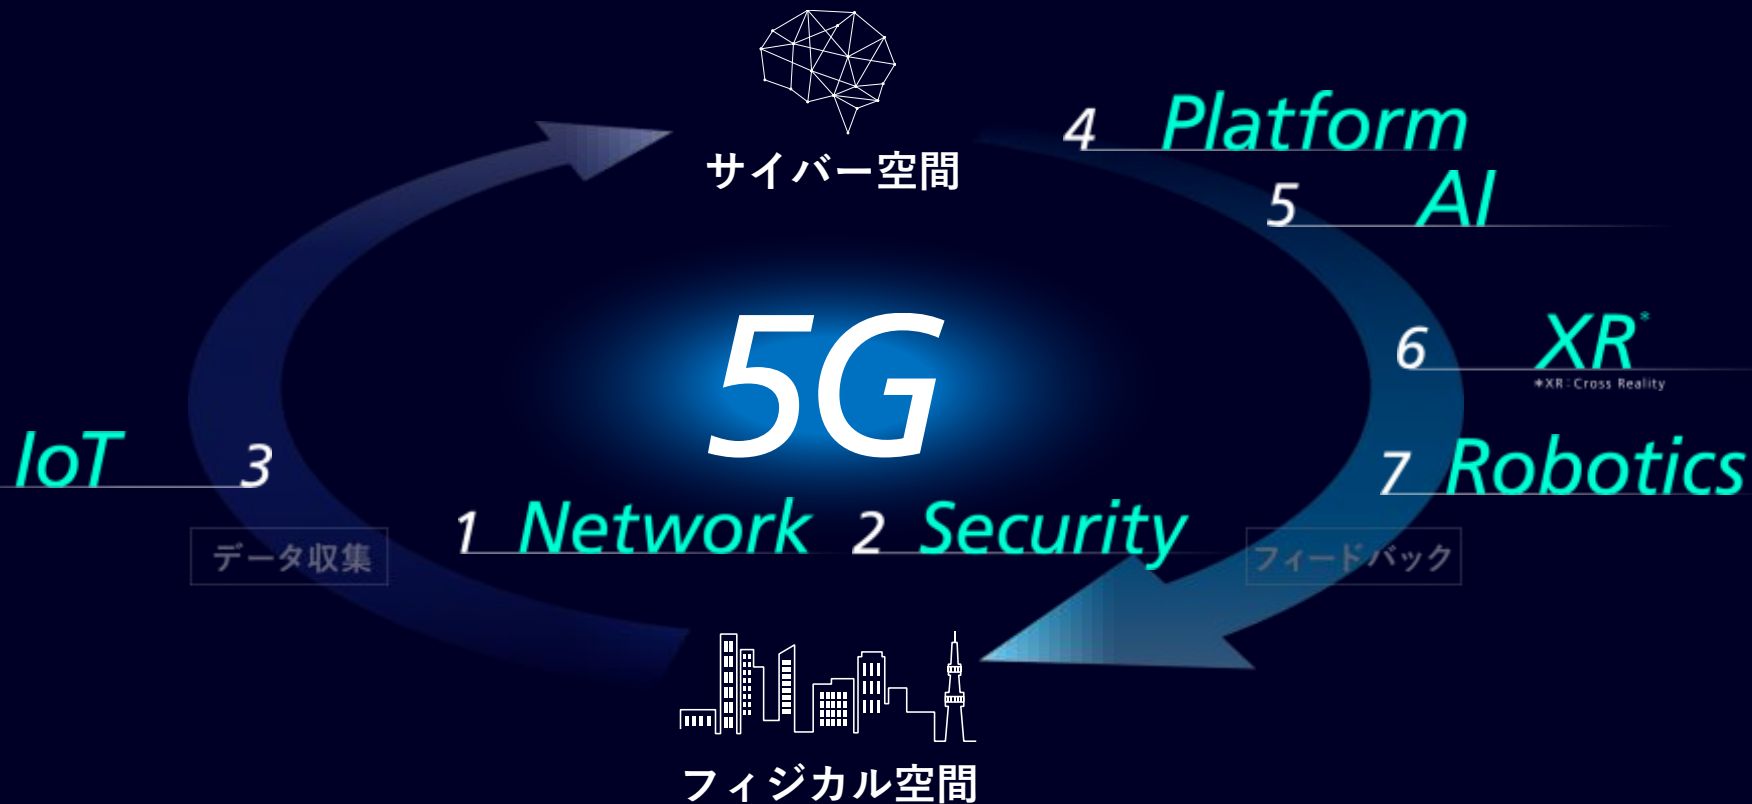 サイバー空間
4 Platform
5 AI
5G
6 XR*
*XR:Cross Reality
IoT 3
7 Robotics
1 Network 2 Security
データ収集
フィードバック
フィジカル空間